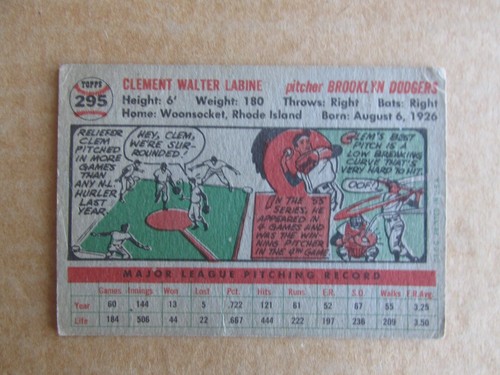 TOPPS
295
CLEMENT WALTER LABINE pitcher BROOKLYN DODGERS
Height: 6' Weight: 180 Throws: Right Bats: Right
Home: Woonsocket, Rhode Island Born: August 6, 1926
RELIEFER
CLEM
PITCHED
IN MORE
GAMES
THAN
ANY N.L.
HURLER
LAST
YEAR.
HEY, CLEM,
WE'RE SUR-
ROUNDED!
IN THE '55
SERIES, HE
APPEARED IN
4 GAMES AND
WAS THE WIN-
NING PITCHER
IN THE 4TH GAME.
CLEM'S BEST
PITCH IS A
LOW BREAKING
CURVE THAT'S
VERY HARD TO HIT.
OOF!
MAJOR LEAGUE PITCHING RECORD
Games Innings Won Lost Pct. Hits Runs E.R. S.O. Walks E.R.Avg.
Year 60 144 13 5 .722 121 61 52 67 55 3.25
Life 184 506 44 22 .667 444 222 197 236 209 3.50